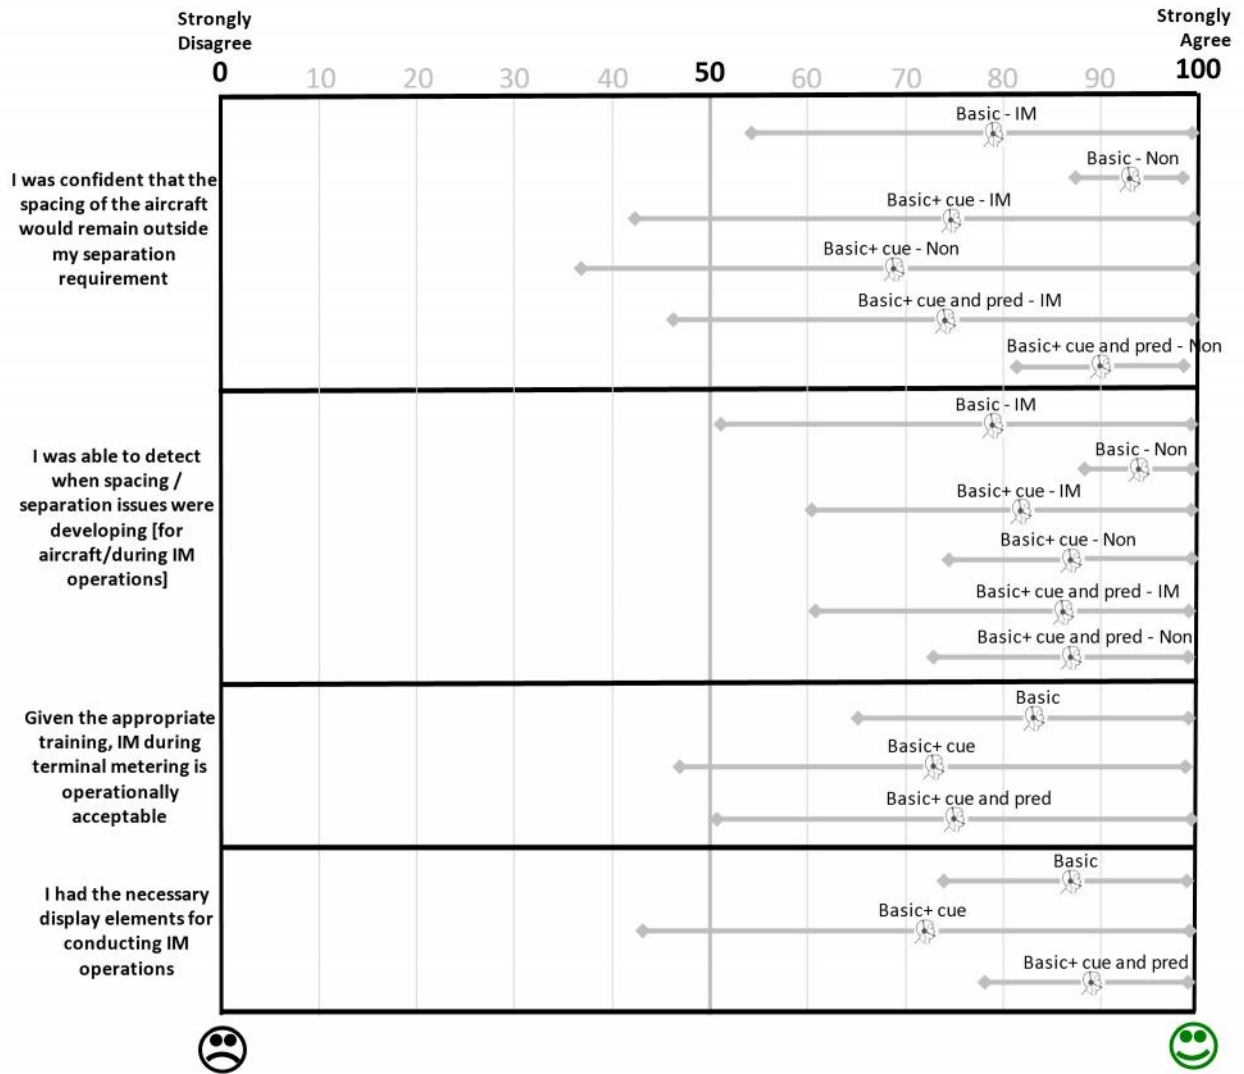 Strongly
Disagree
Strongly
Agree
0 10 20 30 40 50 60 70 80 90 100
I was confident that the
spacing of the aircraft
would remain outside
my separation
requirement
Basic - IM
Basic - Non
Basic+ cue - IM
Basic+ cue - Non
Basic+ cue and pred - IM
Basic+ cue and pred - Non
I was able to detect
when spacing /
separation issues were
developing [for
aircraft/during IM
operations]
Basic - IM
Basic - Non
Basic+ cue - IM
Basic+ cue - Non
Basic+ cue and pred - IM
Basic+ cue and pred - Non
Given the appropriate
training, IM during
terminal metering is
operationally
acceptable
Basic
Basic+ cue
Basic+ cue and pred
I had the necessary
display elements for
conducting IM
operations
Basic
Basic+ cue
Basic+ cue and pred